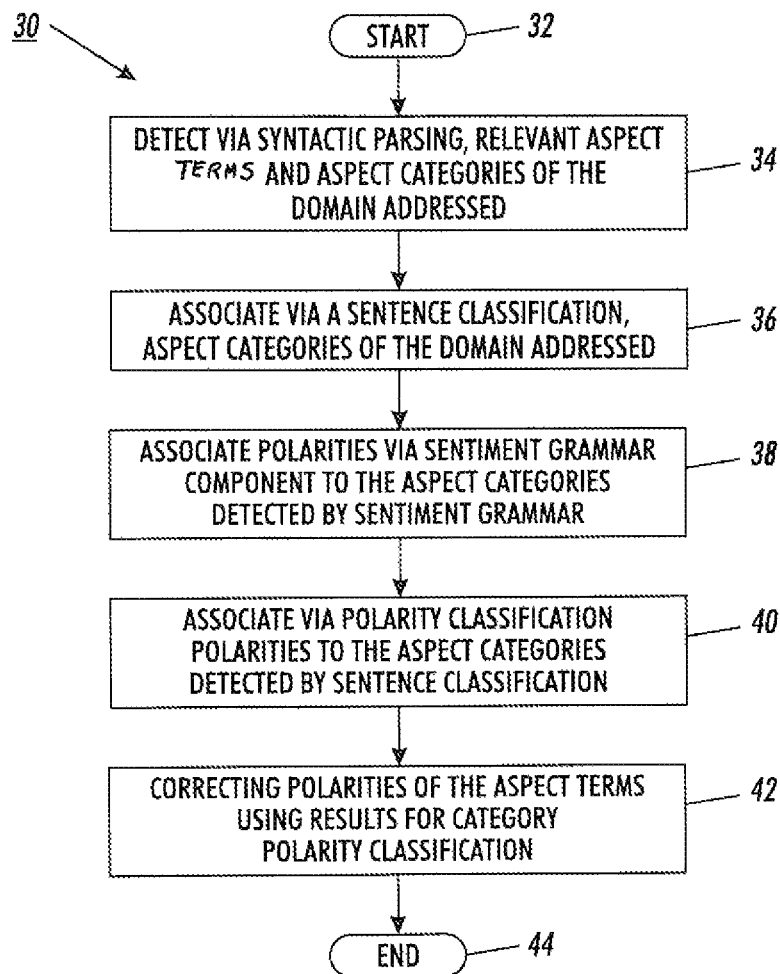 30
START
32
DETECT VIA SYNTACTIC PARSING, RELEVANT ASPECT
TERMS AND ASPECT CATEGORIES OF THE
DOMAIN ADDRESSED
34
ASSOCIATE VIA A SENTENCE CLASSIFICATION,
ASPECT CATEGORIES OF THE DOMAIN ADDRESSED
36
ASSOCIATE POLARITIES VIA SENTIMENT GRAMMAR
COMPONENT TO THE ASPECT CATEGORIES
DETECTED BY SENTIMENT GRAMMAR
38
ASSOCIATE VIA POLARITY CLASSIFICATION
POLARITIES TO THE ASPECT CATEGORIES
DETECTED BY SENTENCE CLASSIFICATION
40
CORRECTING POLARITIES OF THE ASPECT TERMS
USING RESULTS FOR CATEGORY
POLARITY CLASSIFICATION
42
END
44